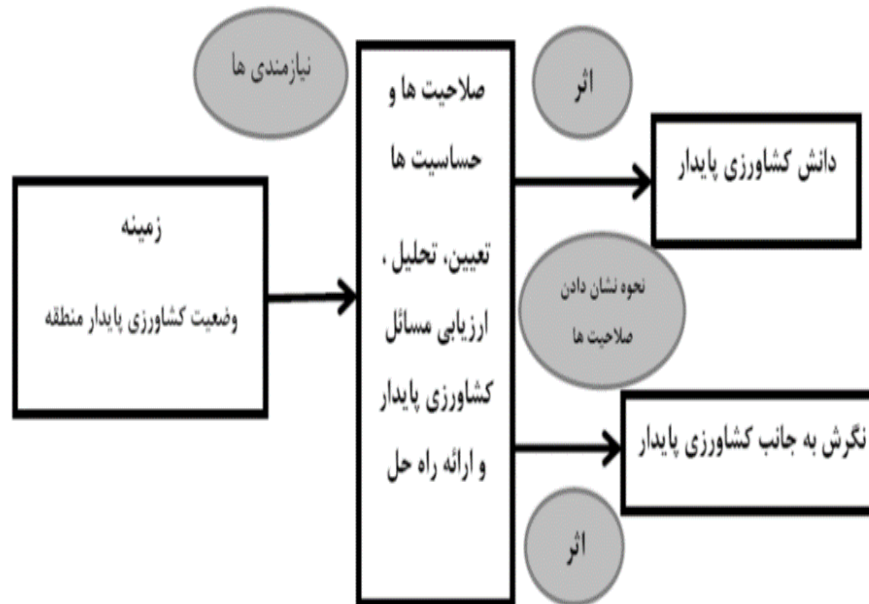 نیازمندی ها
زمینه
وضعیت کشاورزی پایدار منطقه
صلاحیت ها و
حساسیت ها
تعیین، تحلیل ،
ارزیابی مسائل
کشاورزی پایدار
و ارائه راه حل
اثر
دانش کشاورزی پایدار
نحوه نشان دادن
صلاحیت ها
نگرش به جانب کشاورزی پایدار
اثر